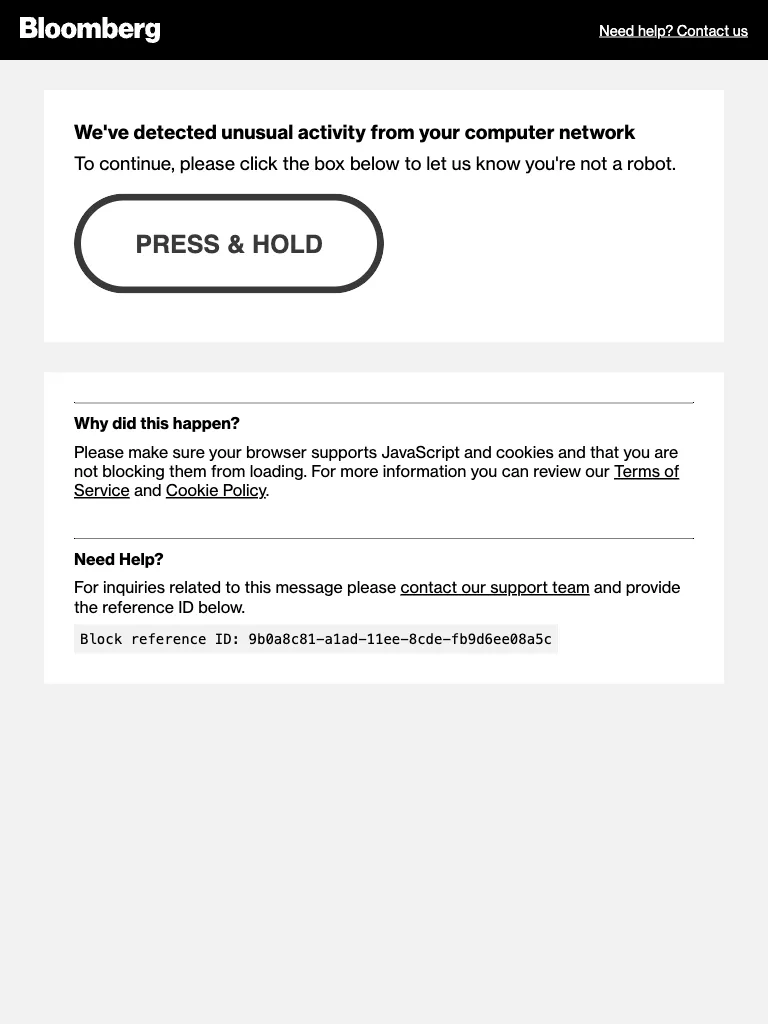 Bloomberg
Need help? Contact us
We've detected unusual activity from your computer network
To continue, please click the box below to let us know you're not a robot.
PRESS & HOLD
Why did this happen?
Please make sure your browser supports JavaScript and cookies and that you are
not blocking them from loading. For more information you can review our Terms of
Service and Cookie Policy.
Need Help?
For inquiries related to this message please contact our support team and provide
the reference ID below.
Block reference ID: 9b0a8c81-a1ad-11ee-8cde-fb9d6ee08a5c